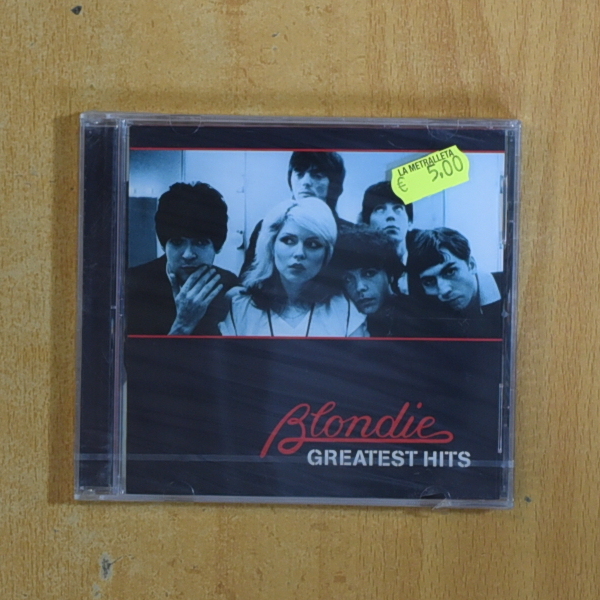 LA METRALLETA
€ 5,00
Blondie
GREATEST HITS